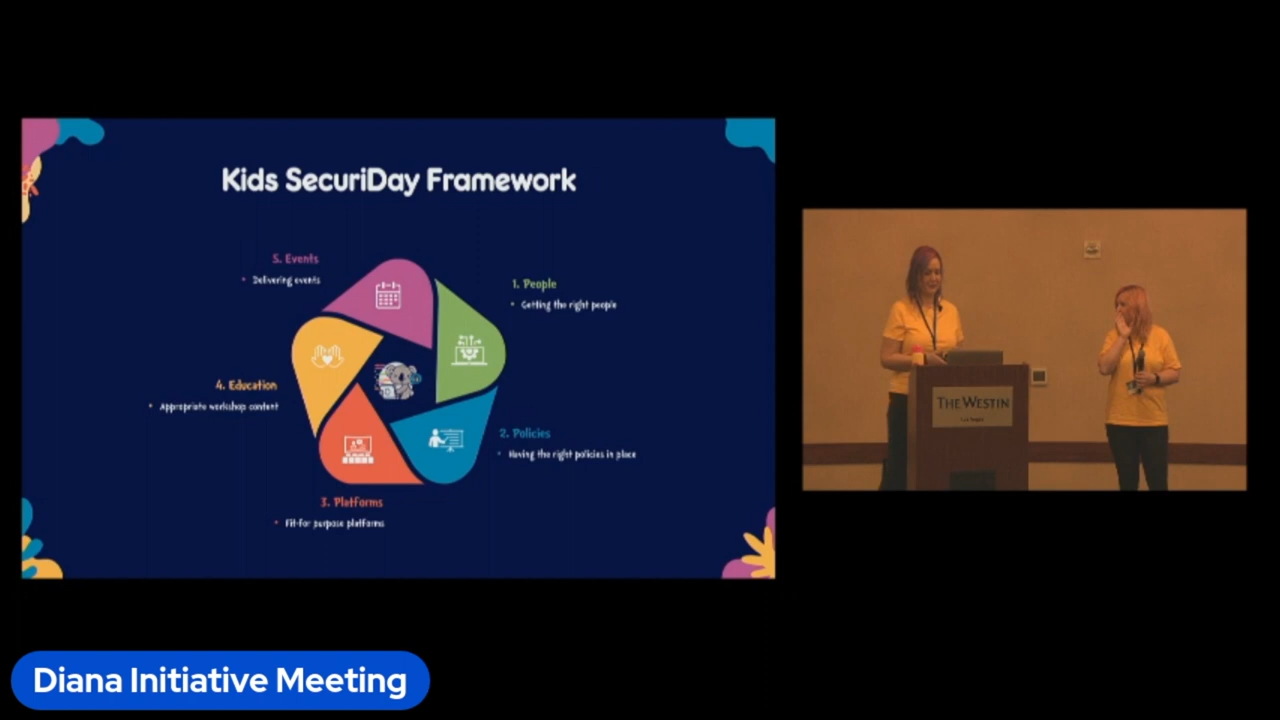 Kids SecuriDay Framework
5. Events
• Delivering events
1. People
• Getting the right people
4. Education
• Appropriate workshop content
2. Policies
• Having the right policies in place
3. Platforms
• Fit-for purpose platforms
THE WESTIN
Diana Initiative Meeting